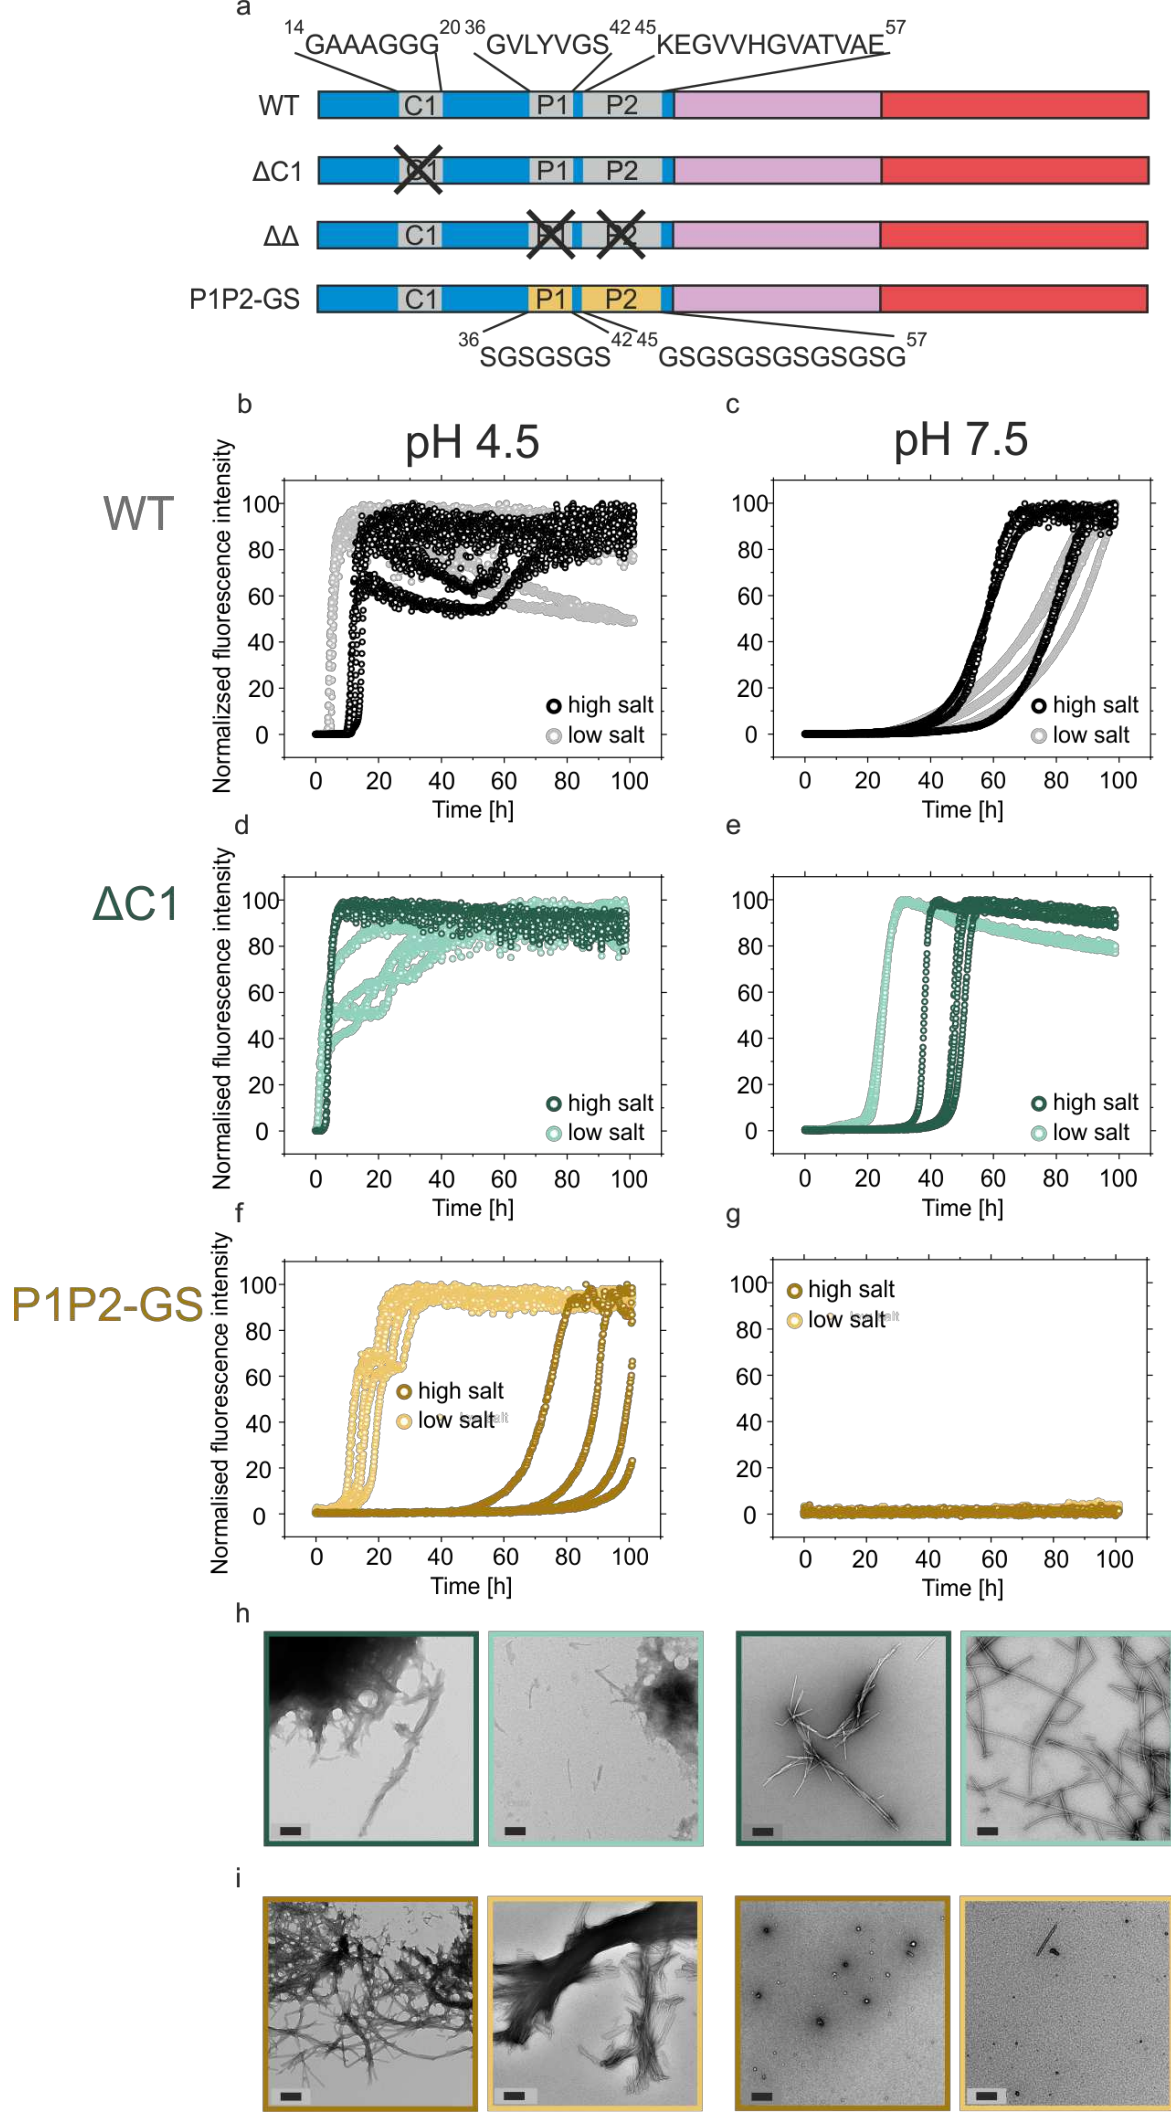 a
14 GAAAGGG 20 36 GVLYVGS 42 45 KEGVVHGVATVAE 57
WT C1 P1 P2
ΔC1 C1 P1 P2
ΔΔ C1 P1 P2
P1P2-GS C1 P1 P2
36 SGSGSGS 42 45 GSGSGSGSGSGSG 57
b c
pH 4.5 pH 7.5
WT
Normalizsed fluorescence intensity
100
80
60
40
20
0
high salt
low salt
0 20 40 60 80 100
Time [h]
100
80
60
40
20
0
high salt
low salt
0 20 40 60 80 100
Time [h]
d e
ΔC1
Normalised fluorescence intensity
100
80
60
40
20
0
high salt
low salt
0 20 40 60 80 100
Time [h]
100
80
60
40
20
0
high salt
low salt
0 20 40 60 80 100
Time [h]
f g
P1P2-GS
Normalised fluorescence intensity
100
80
60
40
20
0
high salt
low salt
0 20 40 60 80 100
Time [h]
100
80
60
40
20
0
high salt
low salt
0 20 40 60 80 100
Time [h]
h
i